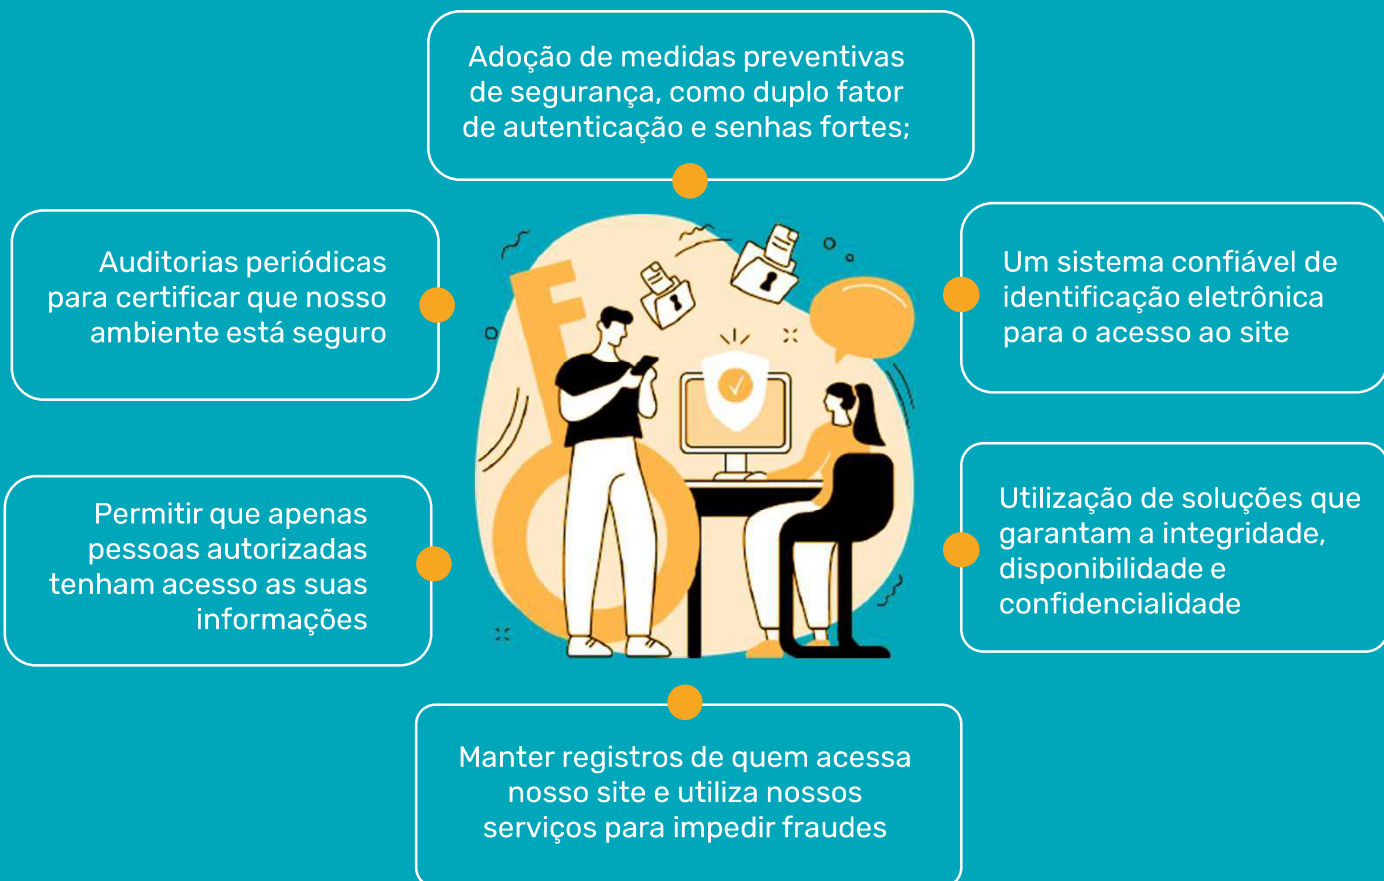 Adoção de medidas preventivas
de segurança, como duplo fator
de autenticação e senhas fortes;
Auditorias periódicas
para certificar que nosso
ambiente está seguro
Um sistema confiável de
identificação eletrônica
para o acesso ao site
Permitir que apenas
pessoas autorizadas
tenham acesso as suas
informações
Utilização de soluções que
garantam a integridade,
disponibilidade e
confidencialidade
Manter registros de quem acessa
nosso site e utiliza nossos
serviços para impedir fraudes